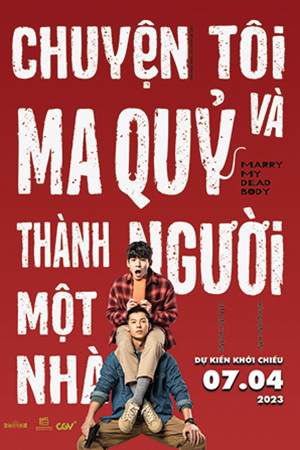 CHUYỆN TÔI
VÀ
MA QUỶ
MARRY
MY
DEAD
BODY
THÀNH
NGƯỜI
MỘT
NHÀ
DỰ KIẾN KHỞI CHIẾU
07.04
2023
CGV